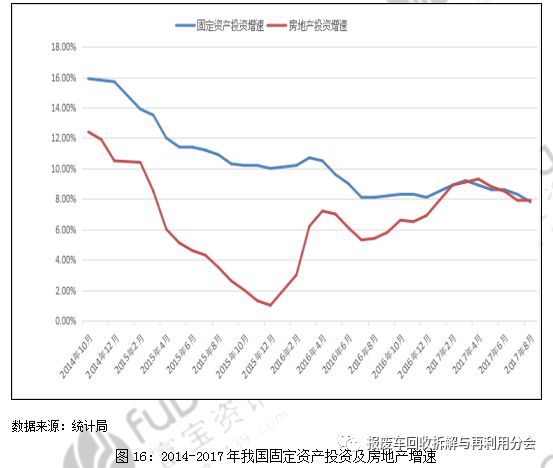 固定资产投资增速 房地产投资增速
18.00%
16.00%
14.00%
12.00%
10.00%
8.00%
6.00%
4.00%
2.00%
0.00%
2014年10月 2014年12月 2015年2月 2015年4月 2015年6月 2015年8月 2015年10月 2015年12月 2016年2月 2016年4月 2016年6月 2016年8月 2016年10月 2016年12月 2017年2月 2017年4月 2017年6月 2017年8月
数据来源：统计局
报废车回收拆解与再利用分会
图 16：2014-2017 年我国固定资产投资及房地产增速